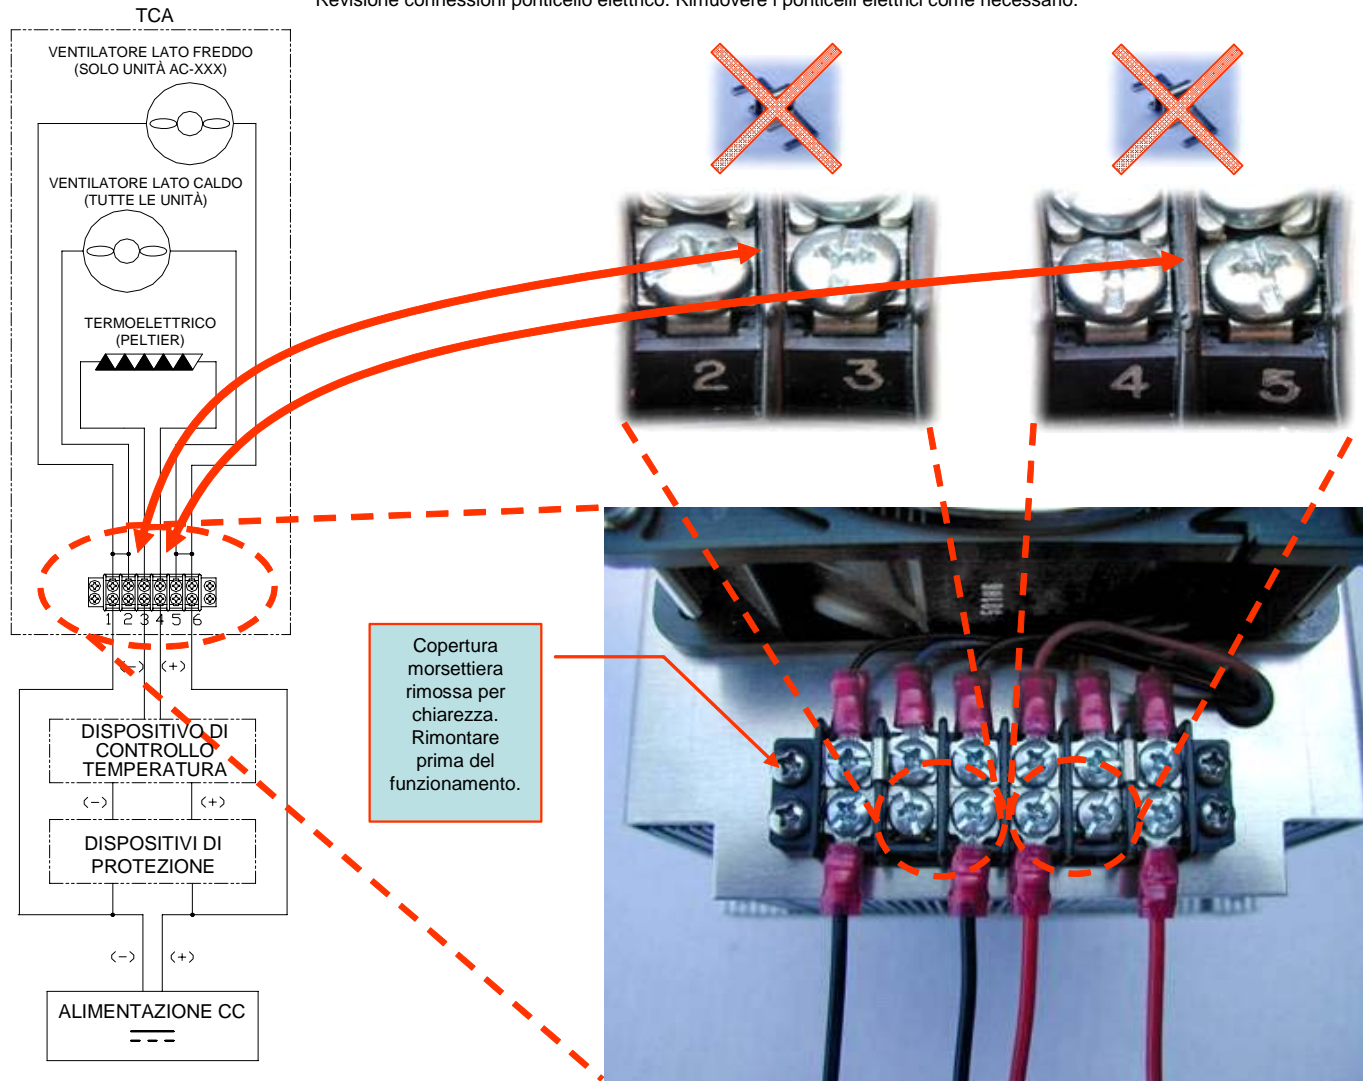 Revisione connessioni ponticello elettrico. Rimuovere i ponticelli elettrici come necessario.
TCA
VENTILATORE LATO FREDDO
(SOLO UNITÀ AC-XXX)
VENTILATORE LATO CALDO
(TUTTE LE UNITÀ)
TERMOELETTRICO
(PELTIER)
1 2 3 4 5 6
(-) (+)
DISPOSITIVO DI
CONTROLLO
TEMPERATURA
(-) (+)
DISPOSITIVI DI
PROTEZIONE
(-) (+)
ALIMENTAZIONE CC
2 3
4 5
Copertura
morsettiera
rimossa per
chiarezza.
Rimontare
prima del
funzionamento.